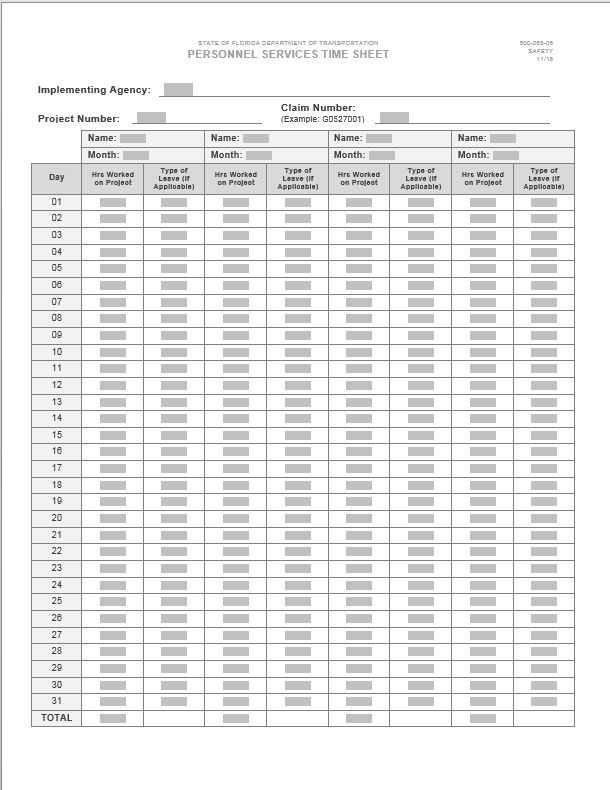 STATE OF FLORIDA DEPARTMENT OF TRANSPORTATION
PERSONNEL SERVICES TIME SHEET
500-065-06
SAFETY
11/16
Implementing Agency:
Project Number:
Claim Number:
(Example: G0527001)
Name: Name: Name: Name:
Month: Month: Month: Month:
Day
Hrs Worked on Project
Type of Leave (If Applicable)
Hrs Worked on Project
Type of Leave (If Applicable)
Hrs Worked on Project
Type of Leave (If Applicable)
Hrs Worked on Project
Type of Leave (If Applicable)
01
02
03
04
05
06
07
08
09
10
11
12
13
14
15
16
17
18
19
20
21
22
23
24
25
26
27
28
29
30
31
TOTAL